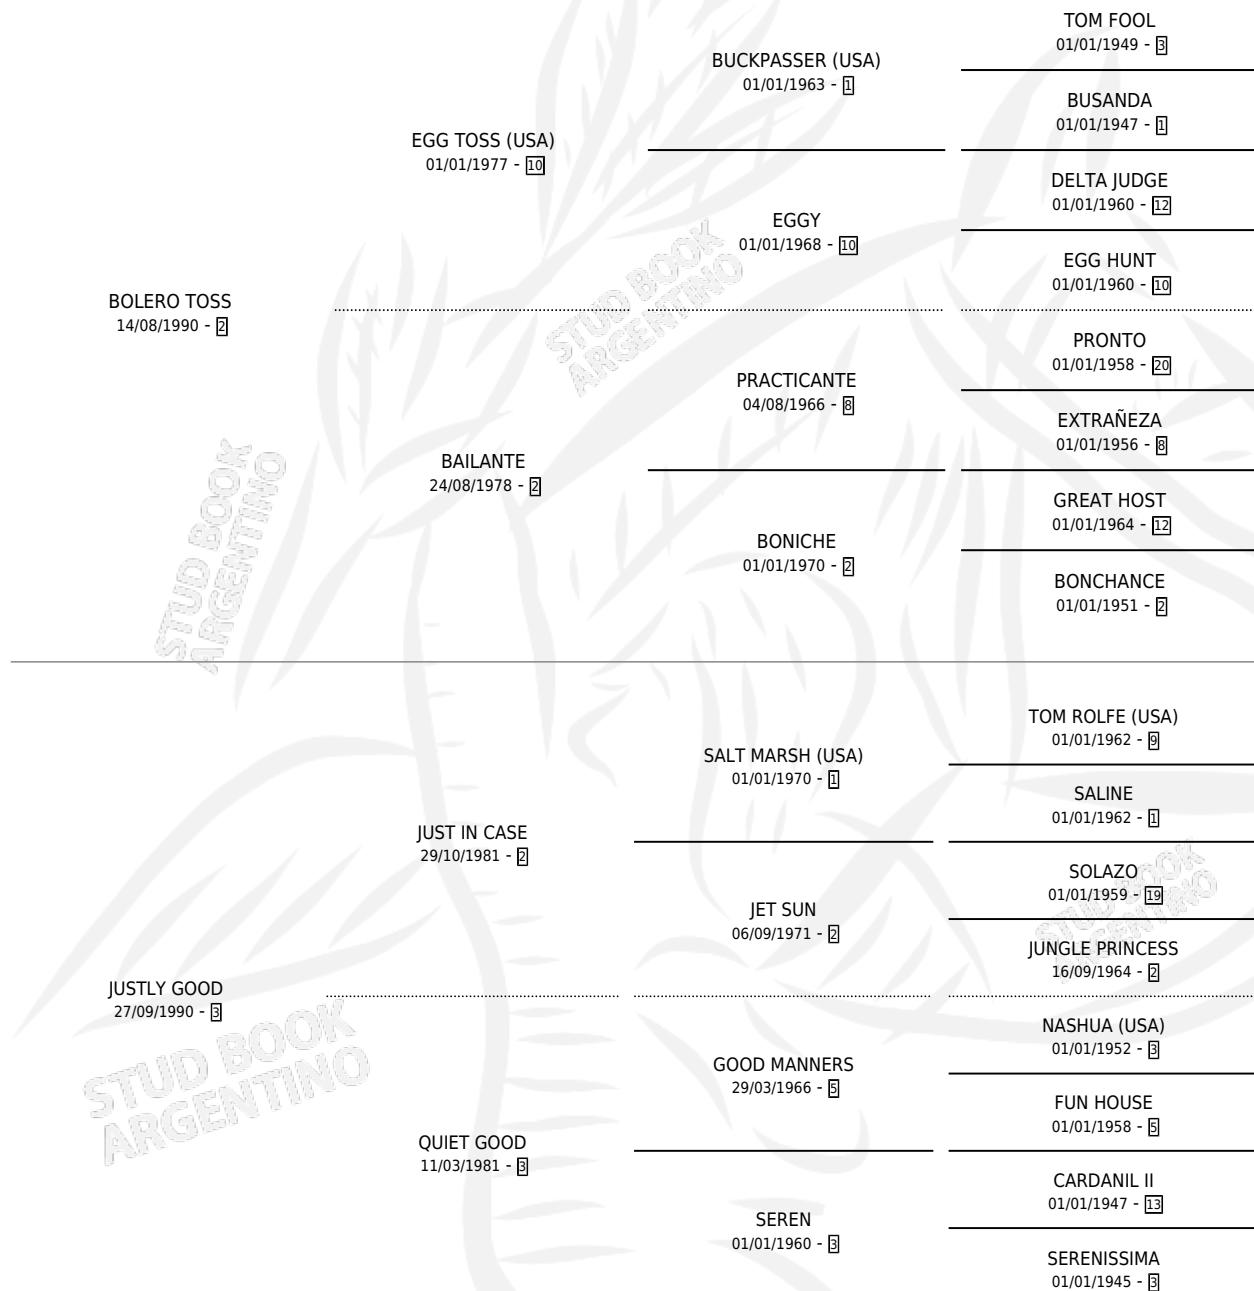 TOM FOOL
01/01/1949 - 3
BUCKPASSER (USA)
01/01/1963 - 1
BUSANDA
01/01/1947 - 1
EGG TOSS (USA)
01/01/1977 - 10
DELTA JUDGE
01/01/1960 - 12
EGGY
01/01/1968 - 10
EGG HUNT
01/01/1960 - 10
BOLERO TOSS
14/08/1990 - 2
PRONTO
01/01/1958 - 20
PRACTICANTE
04/08/1966 - 8
EXTRAÑEZA
01/01/1956 - 8
BAILANTE
24/08/1978 - 2
GREAT HOST
01/01/1964 - 12
BONICHE
01/01/1970 - 2
BONCHANCE
01/01/1951 - 2
TOM ROLFE (USA)
01/01/1962 - 9
SALT MARSH (USA)
01/01/1970 - 1
SALINE
01/01/1962 - 1
JUST IN CASE
29/10/1981 - 2
SOLAZO
01/01/1959 - 19
JET SUN
06/09/1971 - 2
JUNGLE PRINCESS
16/09/1964 - 2
JUSTLY GOOD
27/09/1990 - 3
NASHUA (USA)
01/01/1952 - 3
GOOD MANNERS
29/03/1966 - 5
FUN HOUSE
01/01/1958 - 5
QUIET GOOD
11/03/1981 - 3
CARDANIL II
01/01/1947 - 13
SEREN
01/01/1960 - 3
SERENISSIMA
01/01/1945 - 3
STUD BOOK
ARGENTINO
STUD BOOK
ARGENTINO
STUD BOOK
ARGENTINO
STUD BOOK
ARGENTINO